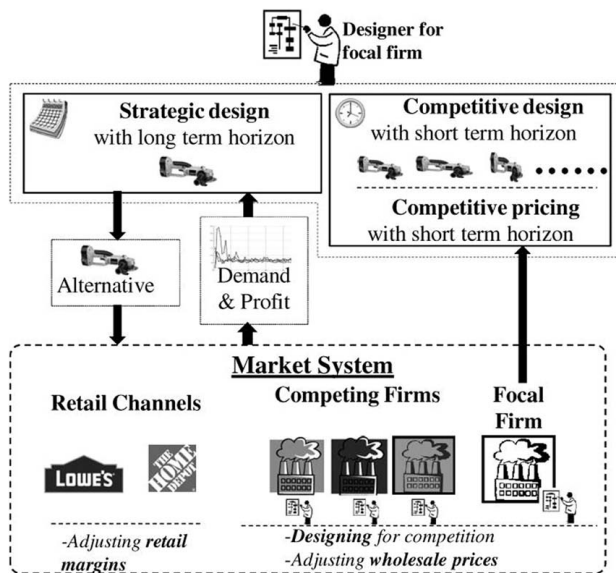 Designer for
focal firm
Strategic design
with long term horizon
Competitive design
with short term horizon
Competitive pricing
with short term horizon
Alternative
Demand
& Profit
Market System
Retail Channels
Competing Firms
Focal
Firm
LOWE'S
THE
HOME
DEPOT
-Adjusting retail
margins
-Designing for competition
-Adjusting wholesale prices